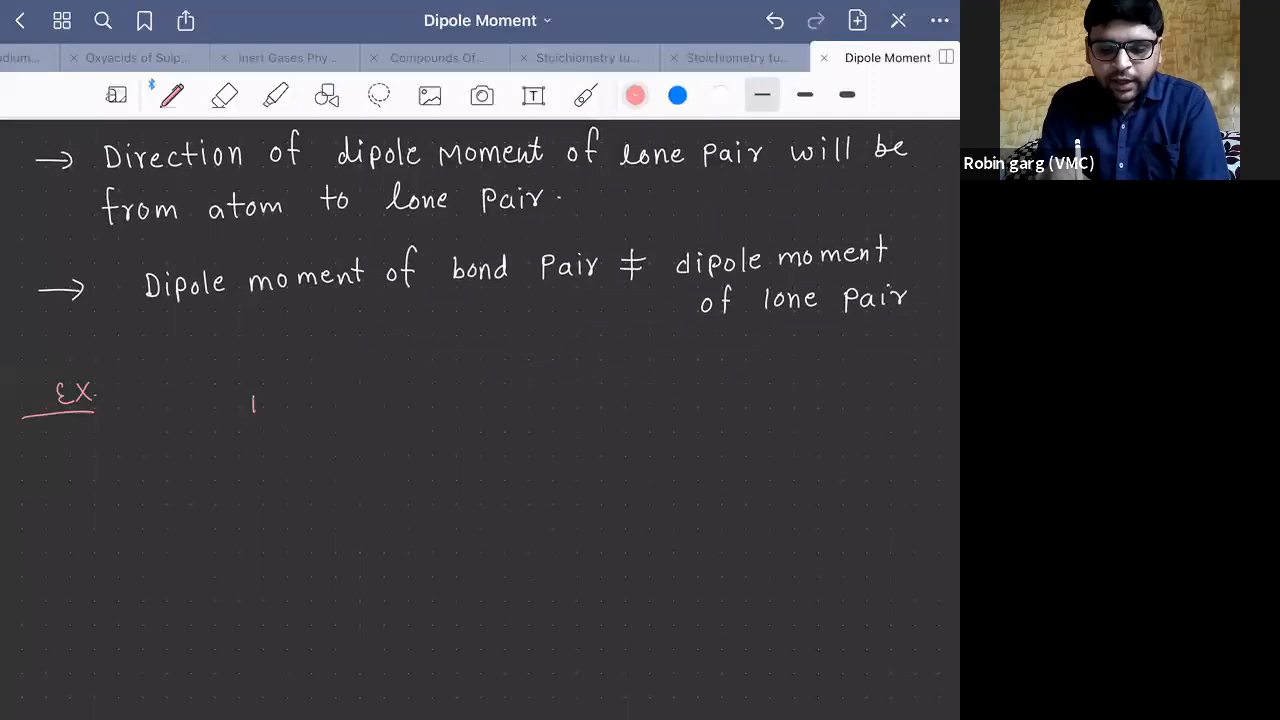 Dipole Moment
odium...
Oxyacids of Sulp...
Inert Gases Phy...
Compounds Of...
Stoichiometry tu...
Stoichiometry tu...
Dipole Moment
T
Robin garg (VMC)
→ Direction of dipole Moment of lone Pair will be
from atom to lone Pair.
→ Dipole moment of bond Pair ≠ dipole moment
of lone Pair
EX.